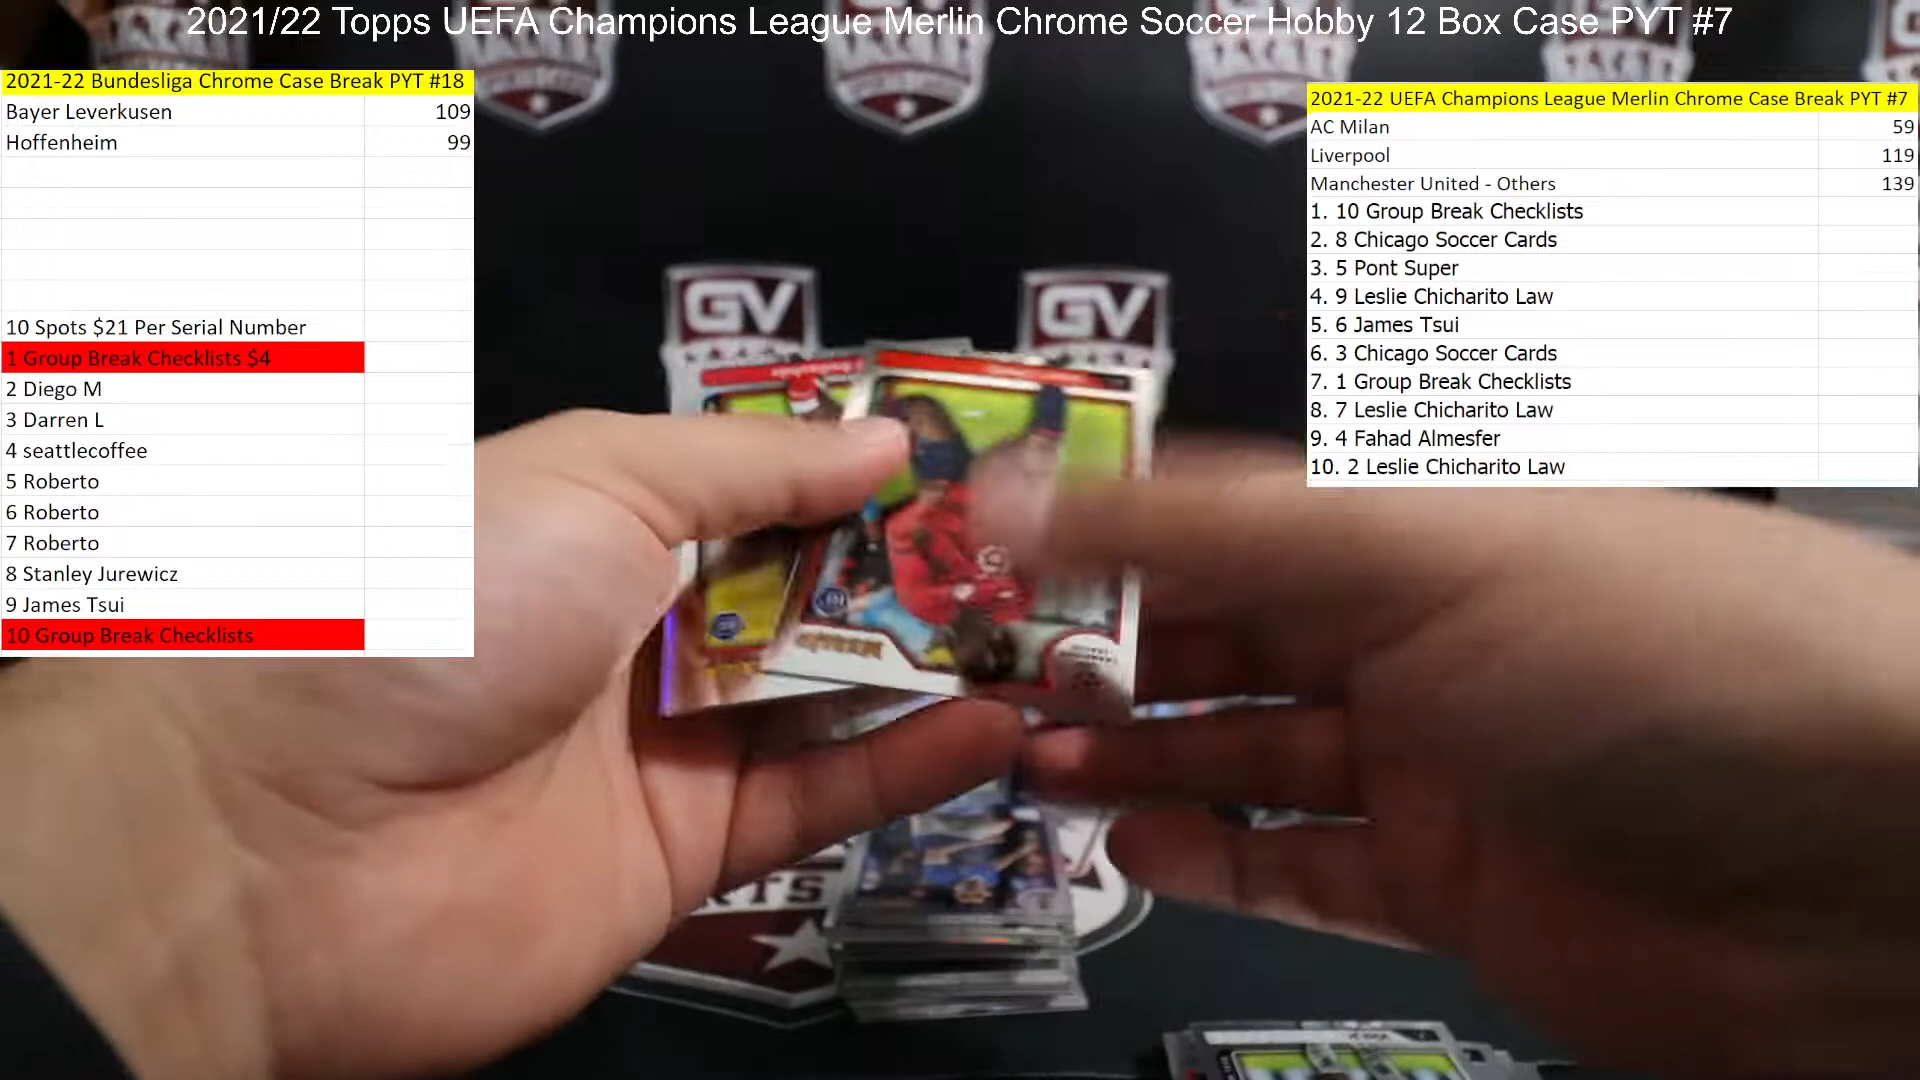 2021/22 Topps UEFA Champions League Merlin Chrome Soccer Hobby 12 Box Case PYT #7
2021-22 Bundesliga Chrome Case Break PYT #18
Bayer Leverkusen 109
Hoffenheim 99
10 Spots $21 Per Serial Number
1 Group Break Checklists $4
2 Diego M
3 Darren L
4 seattlecoffee
5 Roberto
6 Roberto
7 Roberto
8 Stanley Jurewicz
9 James Tsui
10 Group Break Checklists
2021-22 UEFA Champions League Merlin Chrome Case Break PYT #7
AC Milan 59
Liverpool 119
Manchester United - Others 139
1. 10 Group Break Checklists
2. 8 Chicago Soccer Cards
3. 5 Pont Super
4. 9 Leslie Chicharito Law
5. 6 James Tsui
6. 3 Chicago Soccer Cards
7. 1 Group Break Checklists
8. 7 Leslie Chicharito Law
9. 4 Fahad Almesfer
10. 2 Leslie Chicharito Law
GV
GV